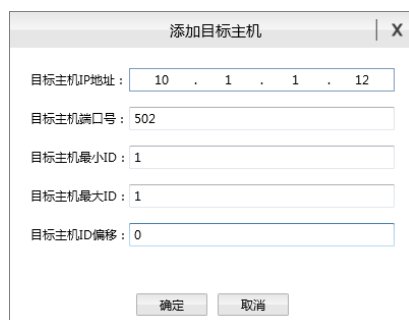 添加目标主机 X
目标主机IP地址： 10 . 1 . 1 . 12
目标主机端口号：502
目标主机最小ID：1
目标主机最大ID：1
目标主机ID偏移：0
确定 取消